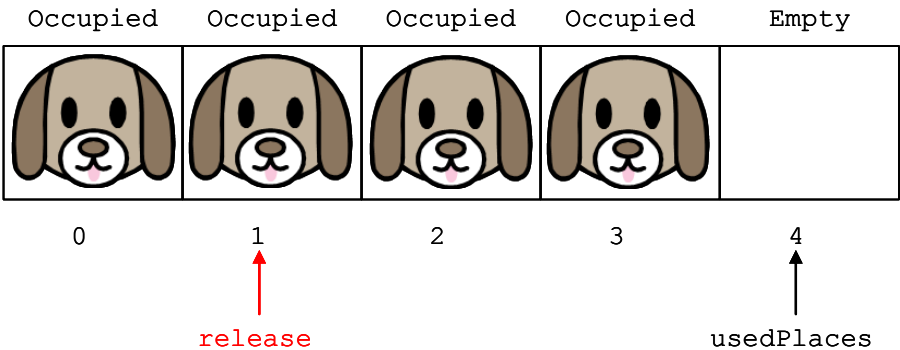 Occupied Occupied Occupied Occupied Empty
0 1 2 3 4
release usedPlaces